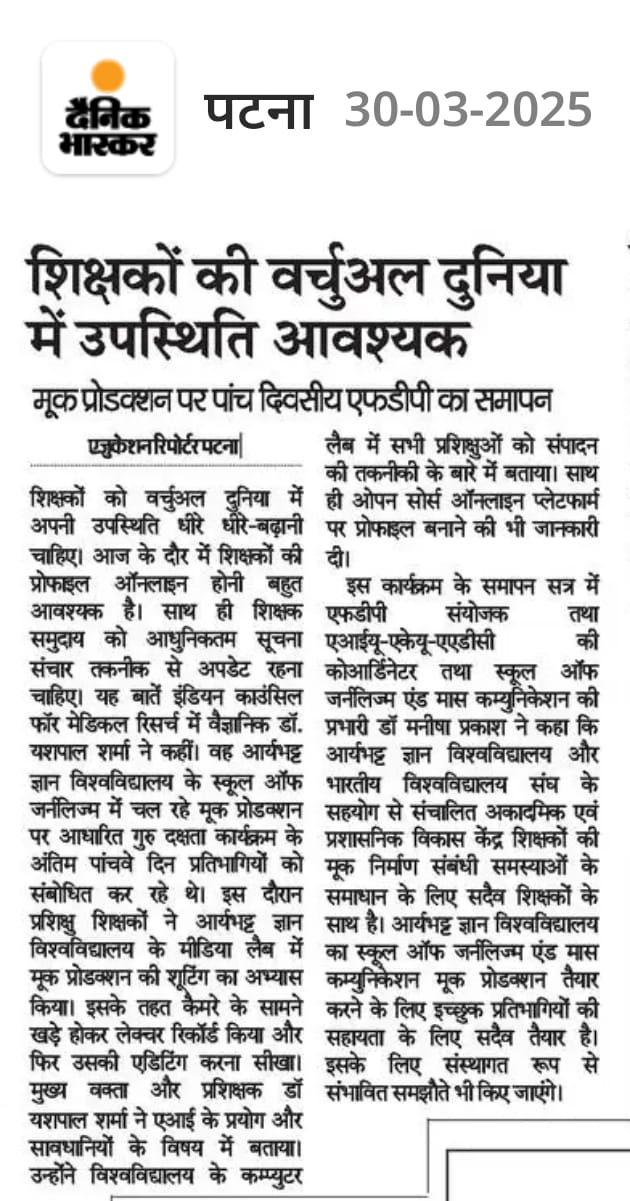 दैनिक
भास्कर
पटना 30-03-2025
शिक्षकों की वर्चुअल दुनिया
में उपस्थिति आवश्यक
मूक प्रोडक्शन पर पांच दिवसीय एफडीपी का समापन
एजुकेशन रिपोर्टर पटना|
शिक्षकों को वर्चुअल दुनिया में
अपनी उपस्थिति धीरे धीरे-बढ़ानी
चाहिए। आज के दौर में शिक्षकों की
प्रोफाइल ऑनलाइन होनी बहुत
आवश्यक है। साथ ही शिक्षक
समुदाय को आधुनिकतम सूचना
संचार तकनीक से अपडेट रहना
चाहिए। यह बातें इंडियन काउंसिल
फॉर मेडिकल रिसर्च में वैज्ञानिक डॉ.
यशपाल शर्मा ने कहीं। वह आर्यभट्ट
ज्ञान विश्वविद्यालय के स्कूल ऑफ
जर्नलिज्म में चल रहे मूक प्रोडक्शन
पर आधारित गुरु दक्षता कार्यक्रम के
अंतिम पांचवे दिन प्रतिभागियों को
संबोधित कर रहे थे। इस दौरान
प्रशिक्षु शिक्षकों ने आर्यभट्ट ज्ञान
विश्वविद्यालय के मीडिया लैब में
मूक प्रोडक्शन की शूटिंग का अभ्यास
किया। इसके तहत कैमरे के सामने
खड़े होकर लेक्चर रिकॉर्ड किया और
फिर उसकी एडिटिंग करना सीखा।
मुख्य वक्ता और प्रशिक्षक डॉ
यशपाल शर्मा ने एआई के प्रयोग और
सावधानियों के विषय में बताया।
उन्होंने विश्वविद्यालय के कम्प्युटर
लैब में सभी प्रशिक्षुओं को संपादन
की तकनीकी के बारे में बताया। साथ
ही ओपन सोर्स ऑनलाइन प्लेटफार्म
पर प्रोफाइल बनाने की भी जानकारी
दी।
इस कार्यक्रम के समापन सत्र में
एफडीपी संयोजक तथा
एआईयू-एकेयू-एएडीसी की
कोआर्डिनेटर तथा स्कूल ऑफ
जर्नलिज्म एंड मास कम्युनिकेशन की
प्रभारी डॉ मनीषा प्रकाश ने कहा कि
आर्यभट्ट ज्ञान विश्वविद्यालय और
भारतीय विश्वविद्यालय संघ के
सहयोग से संचालित अकादमिक एवं
प्रशासनिक विकास केंद्र शिक्षकों की
मूक निर्माण संबंधी समस्याओं के
समाधान के लिए सदैव शिक्षकों के
साथ है। आर्यभट्ट ज्ञान विश्वविद्यालय
का स्कूल ऑफ जर्नलिज्म एंड मास
कम्युनिकेशन मूक प्रोडक्शन तैयार
करने के लिए इच्छुक प्रतिभागियों की
सहायता के लिए सदैव तैयार है।
इसके लिए संस्थागत रूप से
संभावित समझौते भी किए जाएंगे।